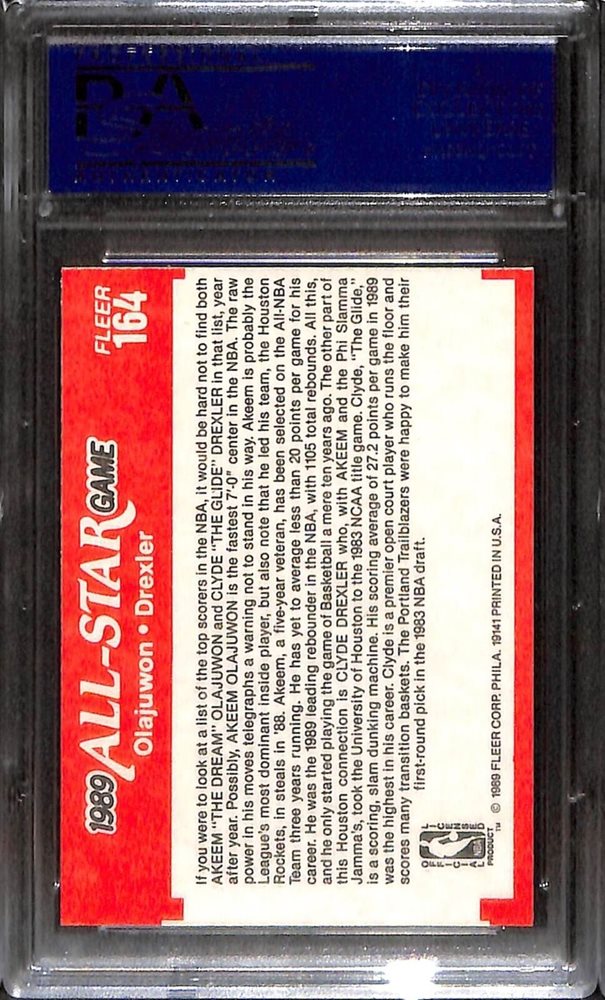 PSA
FLEER
164
1989 ALL-STAR GAME
Olajuwon • Drexler
If you were to look at a list of the top scorers in the NBA, it would be hard not to find both
AKEEM "THE DREAM" OLAJUWON and CLYDE "THE GLIDE" DREXLER in that list, year
after year. Possibly, AKEEM OLAJUWON is the fastest 7'-0" center in the NBA. The raw
power in his moves telegraphs a warning not to stand in his way. Akeem is probably the
League's most dominant inside player, but also note that he led his team, the Houston
Rockets, in steals in '88. Akeem, a five-year veteran, has been selected on the All-NBA
Team three years running. He has yet to average less than 20 points per game for his
career. He was the 1989 leading rebounder in the NBA, with 1105 total rebounds. All this,
and he only started playing the game of Basketball a mere ten years ago. The other part of
this Houston connection is CLYDE DREXLER who, with AKEEM and the Phi Slamma
Jamma's, took the University of Houston to the 1983 NCAA title game. Clyde, "The Glide,"
is a scoring, slam dunking machine. His scoring average of 27.2 points per game in 1989
was the highest in his career. Clyde is a premier open court player who runs the floor and
scores many transition baskets. The Portland Trailblazers were happy to make him their
first-round pick in the 1983 NBA draft.
OFFICIAL LICENSED
NBA
PRODUCT™
© 1989 FLEER CORP. PHILA. 19141 PRINTED IN U.S.A.